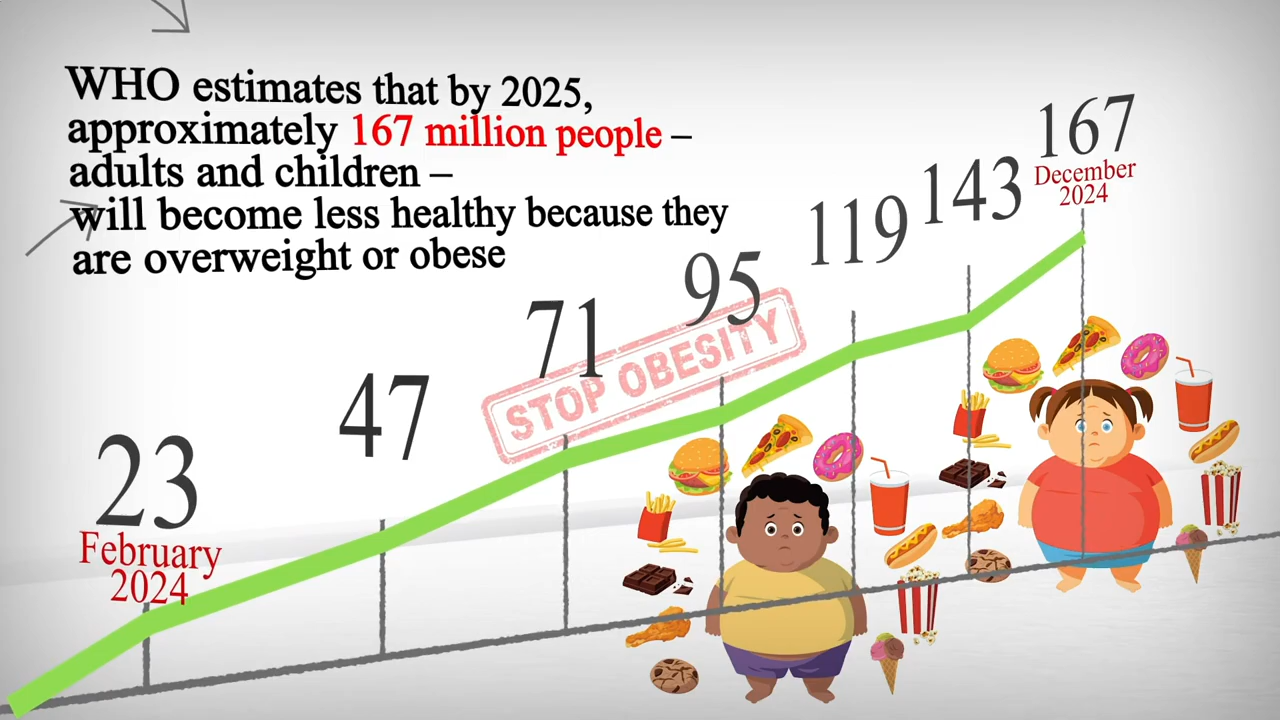 WHO estimates that by 2025,
approximately 167 million people –
adults and children –
will become less healthy because they
are overweight or obese
23
February
2024
47
71
95
119
143
167
December
2024
STOP OBESITY